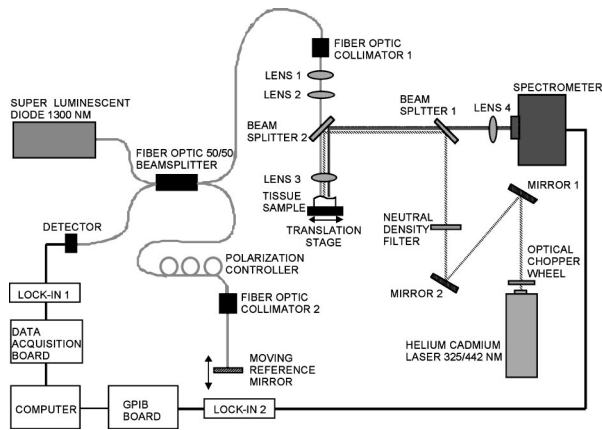 FIBER OPTIC
COLLIMATOR 1
LENS 1
LENS 2
SUPER LUMINESCENT
DIODE 1300 NM
FIBER OPTIC 50/50
BEAMSPLITTER
BEAM
SPLITTER 2
BEAM
SPLTTER 1
LENS 4
SPECTROMETER
LENS 3
TISSUE
SAMPLE
TRANSLATION
STAGE
NEUTRAL
DENSITY
FILTER
MIRROR 1
MIRROR 2
OPTICAL
CHOPPER
WHEEL
DETECTOR
POLARIZATION
CONTROLLER
FIBER OPTIC
COLLIMATOR 2
LOCK-IN 1
DATA
ACQUISITION
BOARD
MOVING
REFERENCE
MIRROR
HELIUM CADMIUM
LASER 325/442 NM
COMPUTER
GPIB
BOARD
LOCK-IN 2